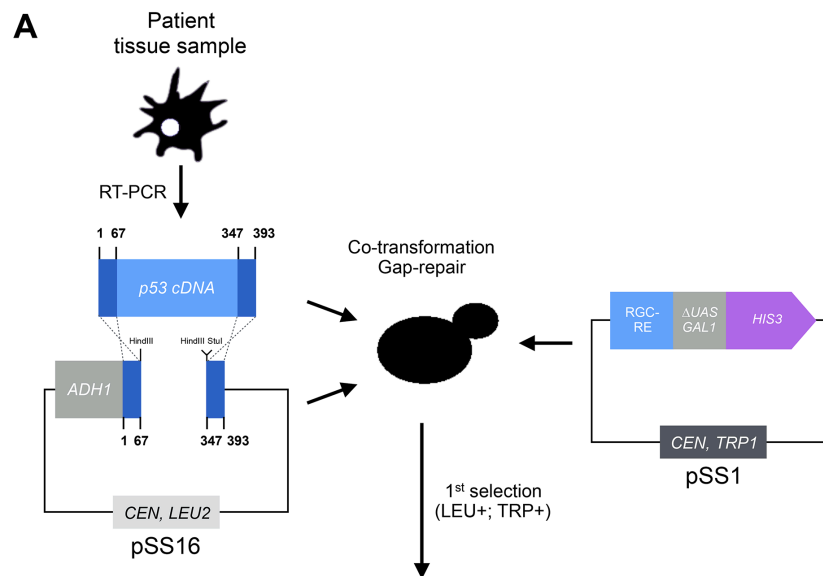 A
Patient
tissue sample
RT-PCR
1 67 347 393
p53 cDNA
HindIII HindIII StuI
ADH1
1 67 347 393
CEN, LEU2
pSS16
Co-transformation
Gap-repair
1st selection
(LEU+; TRP+)
RGC-
RE
ΔUAS
GAL1
HIS3
CEN, TRP1
pSS1